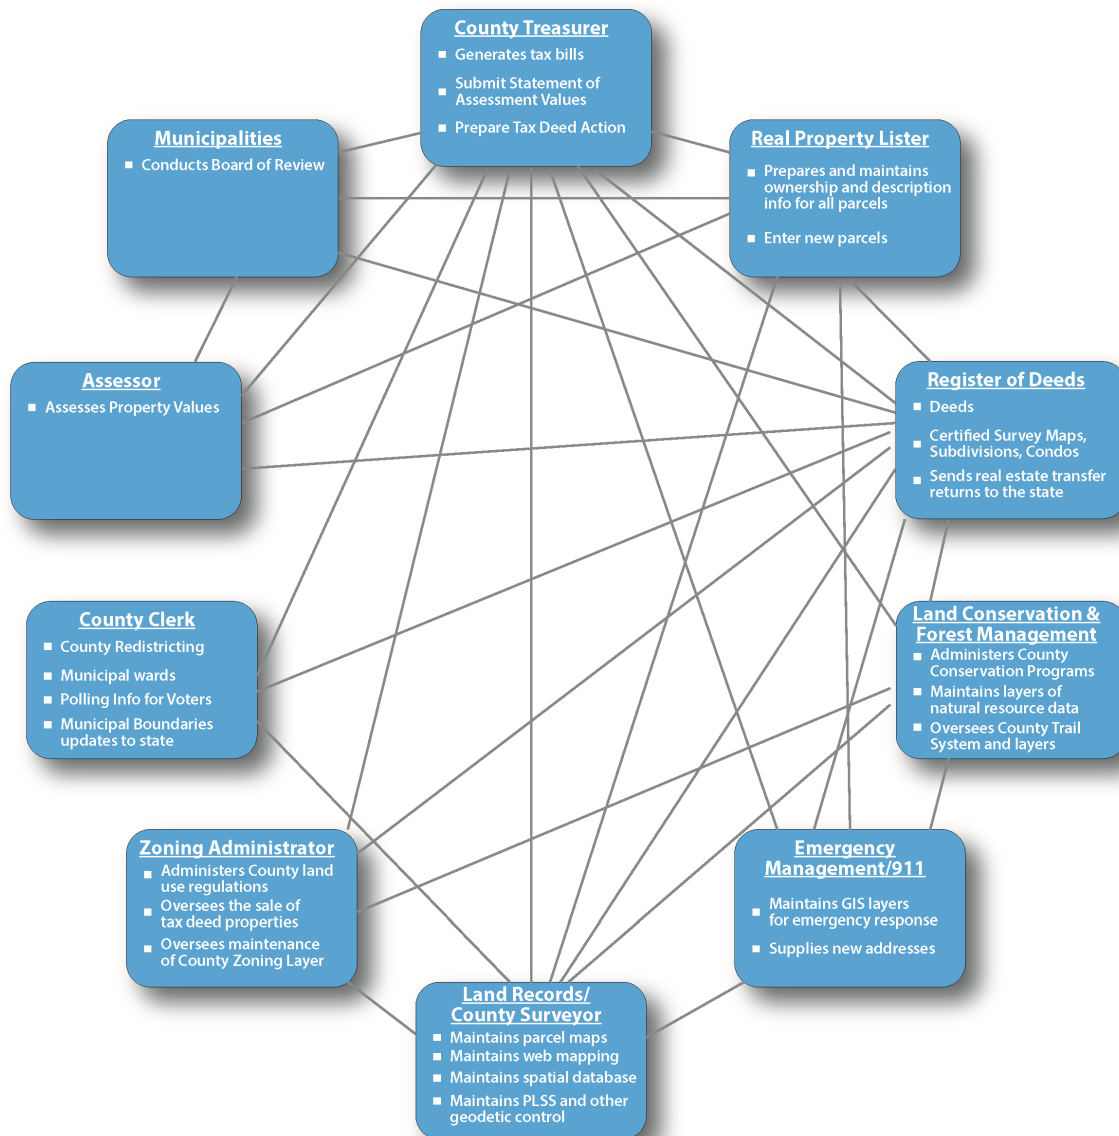 County Treasurer
Generates tax bills
Submit Statement of
Assessment Values
Prepare Tax Deed Action
Municipalities
Conducts Board of Review
Real Property Lister
Prepares and maintains
ownership and description
info for all parcels
Enter new parcels
Assessor
Assesses Property Values
Register of Deeds
Deeds
Certified Survey Maps,
Subdivisions, Condos
Sends real estate transfer
returns to the state
County Clerk
County Redistricting
Municipal wards
Polling Info for Voters
Municipal Boundaries
updates to state
Land Conservation &
Forest Management
Administers County
Conservation Programs
Maintains layers of
natural resource data
Oversees County Trail
System and layers
Zoning Administrator
Administers County land
use regulations
Oversees the sale of
tax deed properties
Oversees maintenance
of County Zoning Layer
Emergency
Management/911
Maintains GIS layers
for emergency response
Supplies new addresses
Land Records/
County Surveyor
Maintains parcel maps
Maintains web mapping
Maintains spatial database
Maintains PLSS and other
geodetic control